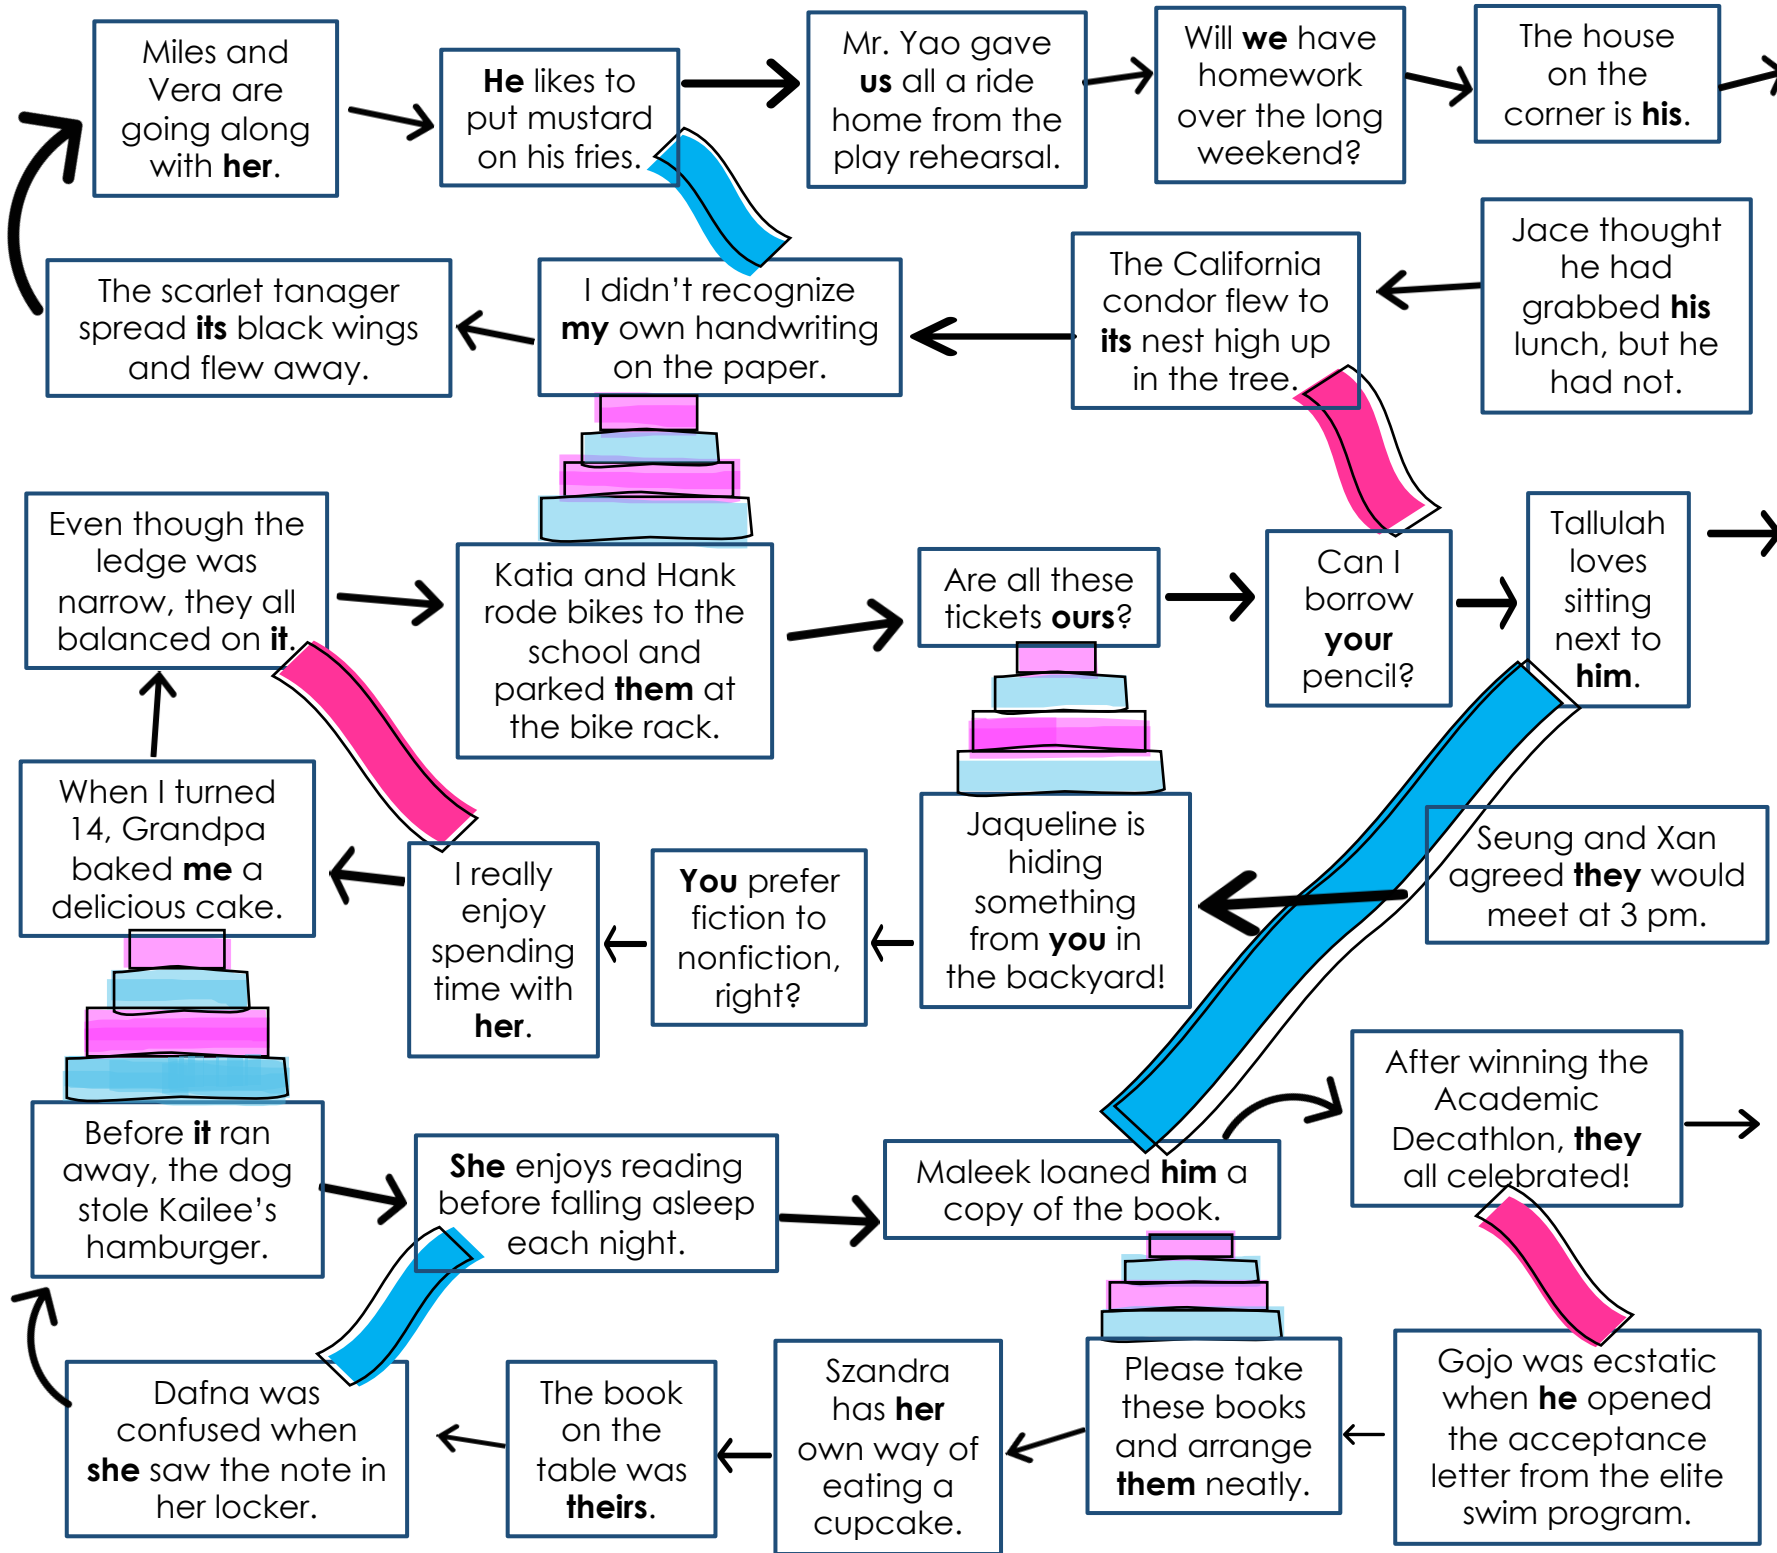 Miles and
Vera are
going along
with her.
He likes to
put mustard
on his fries.
Mr. Yao gave
us all a ride
home from the
play rehearsal.
Will we have
homework
over the long
weekend?
The house
on the
corner is his.
The scarlet tanager
spread its black wings
and flew away.
I didn't recognize
my own handwriting
on the paper.
The California
condor flew to
its nest high up
in the tree.
Jace thought
he had
grabbed his
lunch, but he
had not.
Even though the
ledge was
narrow, they all
balanced on it.
Katia and Hank
rode bikes to the
school and
parked them at
the bike rack.
Are all these
tickets ours?
Can I
borrow
your
pencil?
Tallulah
loves
sitting
next to
him.
When I turned
14, Grandpa
baked me a
delicious cake.
I really
enjoy
spending
time with
her.
You prefer
fiction to
nonfiction,
right?
Jaqueline is
hiding
something
from you in
the backyard!
Seung and Xan
agreed they would
meet at 3 pm.
Before it ran
away, the dog
stole Kailee's
hamburger.
She enjoys reading
before falling asleep
each night.
Maleek loaned him a
copy of the book.
After winning the
Academic
Decathlon, they
all celebrated!
Dafna was
confused when
she saw the note in
her locker.
The book
on the
table was
theirs.
Szandra
has her
own way of
eating a
cupcake.
Please take
these books
and arrange
them neatly.
Gojo was ecstatic
when he opened
the acceptance
letter from the elite
swim program.